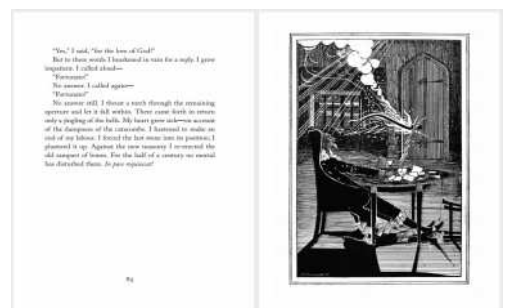 "Yes," I said, "for the love of God!"
But to these words I hearkened in vain for a reply. I grew
impatient. I called aloud—
"Fortunato!"
No answer. I called again—
"Fortunato!"
No answer still. I thrust a torch through the remaining
aperture and let it fall within. There came forth in return
only a jingling of the bells. My heart grew sick—on account
of the dampness of the catacombs. I hastened to make an
end of my labour. I forced the last stone into its position; I
plastered it up. Against the new masonry I re-erected the
old rampart of bones. For the half of a century no mortal
has disturbed them. In pace requiescat!